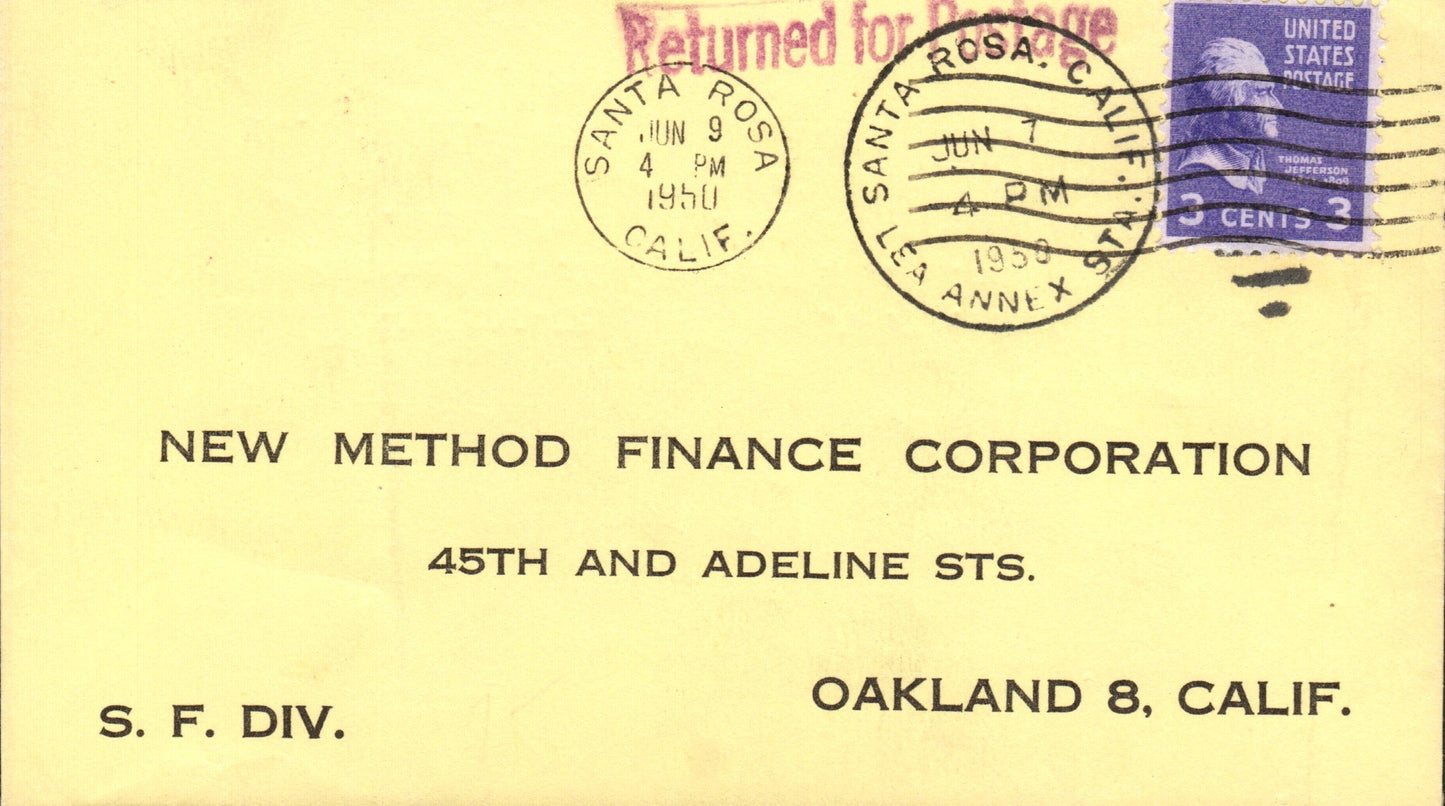 Returned for Postage
SANTA ROSA
JUN 9
4 PM
1950
CALIF.
SANTA ROSA. CALIF.
JUN 7
4 PM
1950
LEA ANNEX STA.
UNITED
STATES
POSTAGE
THOMAS
JEFFERSON
3 CENTS 3
NEW METHOD FINANCE CORPORATION
45TH AND ADELINE STS.
OAKLAND 8, CALIF.
S. F. DIV.